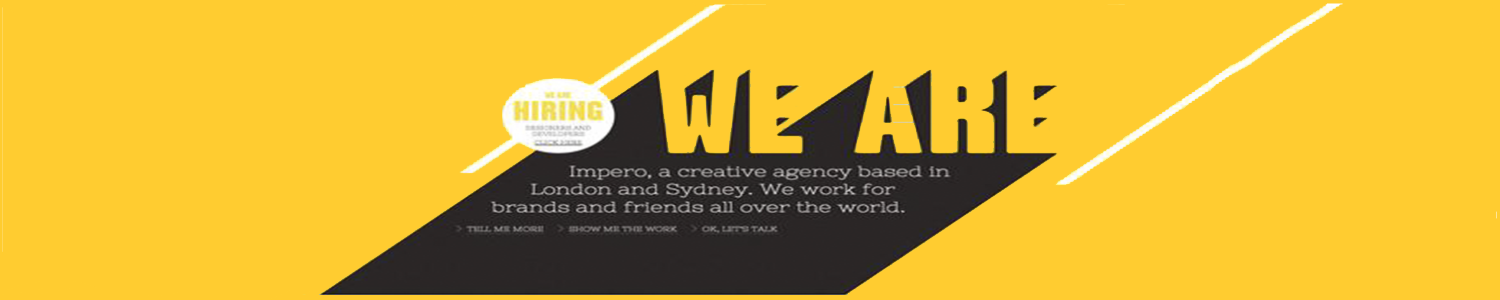 WE ARE
WE ARE
HIRING
DESIGNERS AND
DEVELOPERS
CLICK HERE
Impero, a creative agency based in
London and Sydney. We work for
brands and friends all over the world.
> TELL ME MORE > SHOW ME THE WORK > OK, LET'S TALK